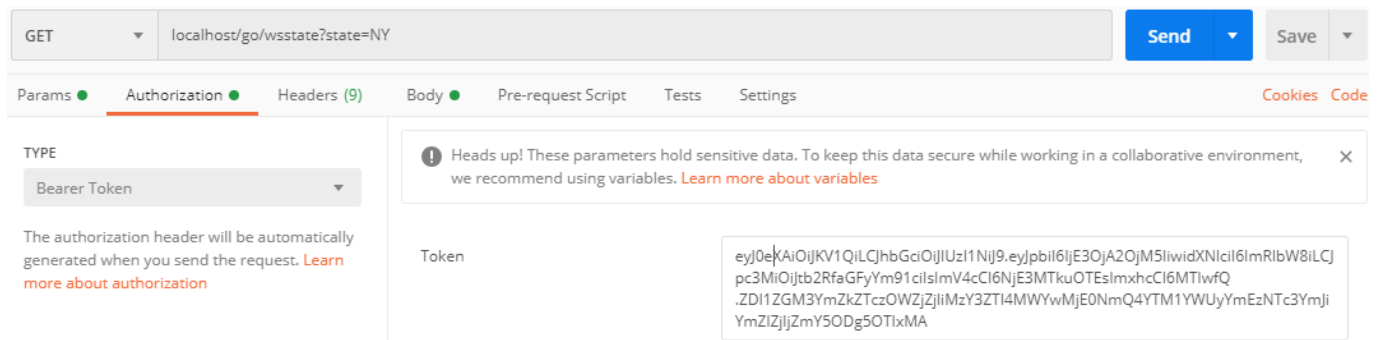 GET localhost/go/wsstate?state=NY Send Save
Params Authorization Headers (9) Body Pre-request Script Tests Settings Cookies Code
TYPE
Bearer Token
The authorization header will be automatically
generated when you send the request. Learn
more about authorization
Heads up! These parameters hold sensitive data. To keep this data secure while working in a collaborative environment,
we recommend using variables. Learn more about variables
Token
eyJ0eXAiOiJKV1QiLCJhbGciOiJIUzI1NiJ9.eyJpbiI6IjE3OjA2OjM5IiwidXNlciI6ImRlbW8iLCJ
pc3MiOiJtb2RfaGFyYm91ciIsImV4cCI6NjE3MTkuOTEsImxhcCI6MTIwfQ
.ZDI1ZGM3YmZkZTczOWZjZjliMzY3ZTI4MWYwMjE0NmQ4YTM1YWUyYmEzNTc3YmJi
YmZlZjljZmY5ODg5OTIxMA